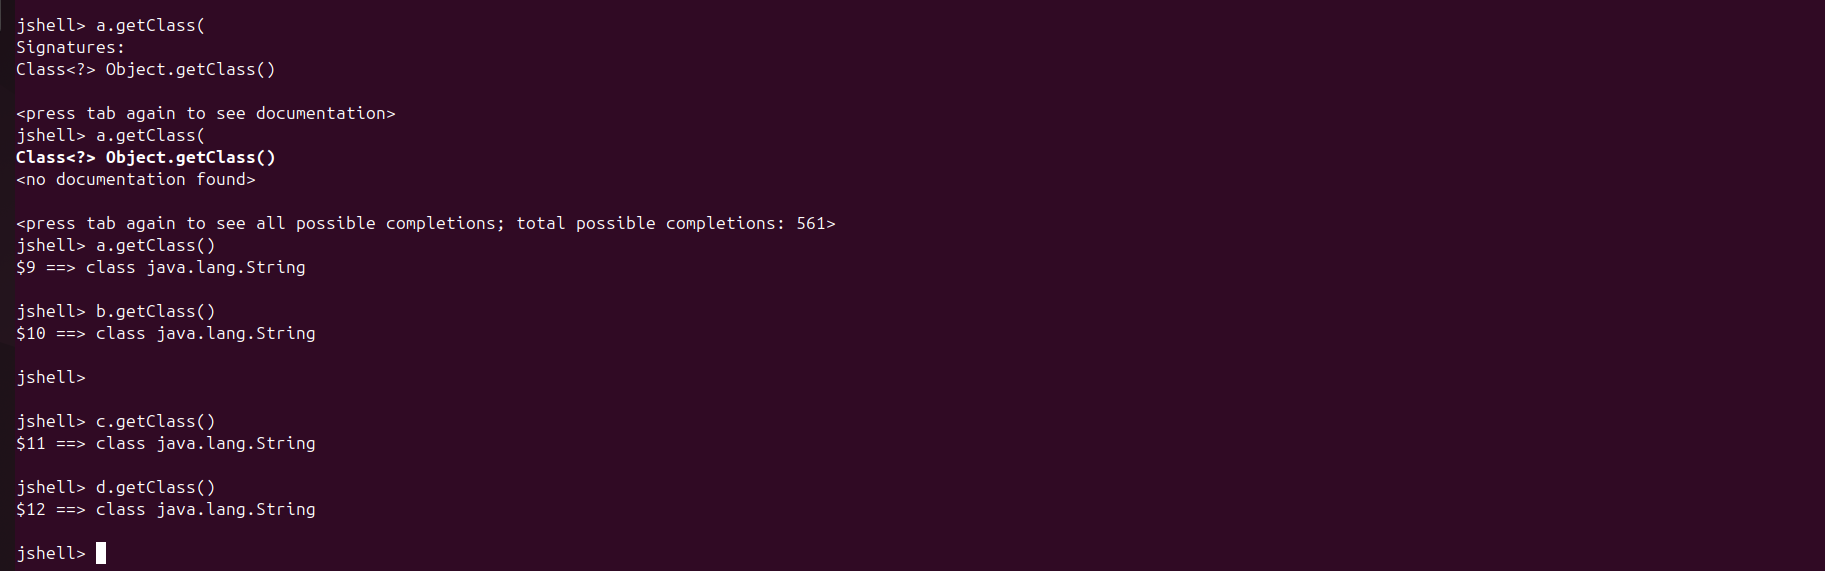 jshell> a.getClass(
Signatures:
Class<?> Object.getClass()
<press tab again to see documentation>
jshell> a.getClass(
Class<?> Object.getClass()
<no documentation found>
<press tab again to see all possible completions; total possible completions: 561>
jshell> a.getClass()
$9 ==> class java.lang.String
jshell> b.getClass()
$10 ==> class java.lang.String
jshell>
jshell> c.getClass()
$11 ==> class java.lang.String
jshell> d.getClass()
$12 ==> class java.lang.String
jshell>